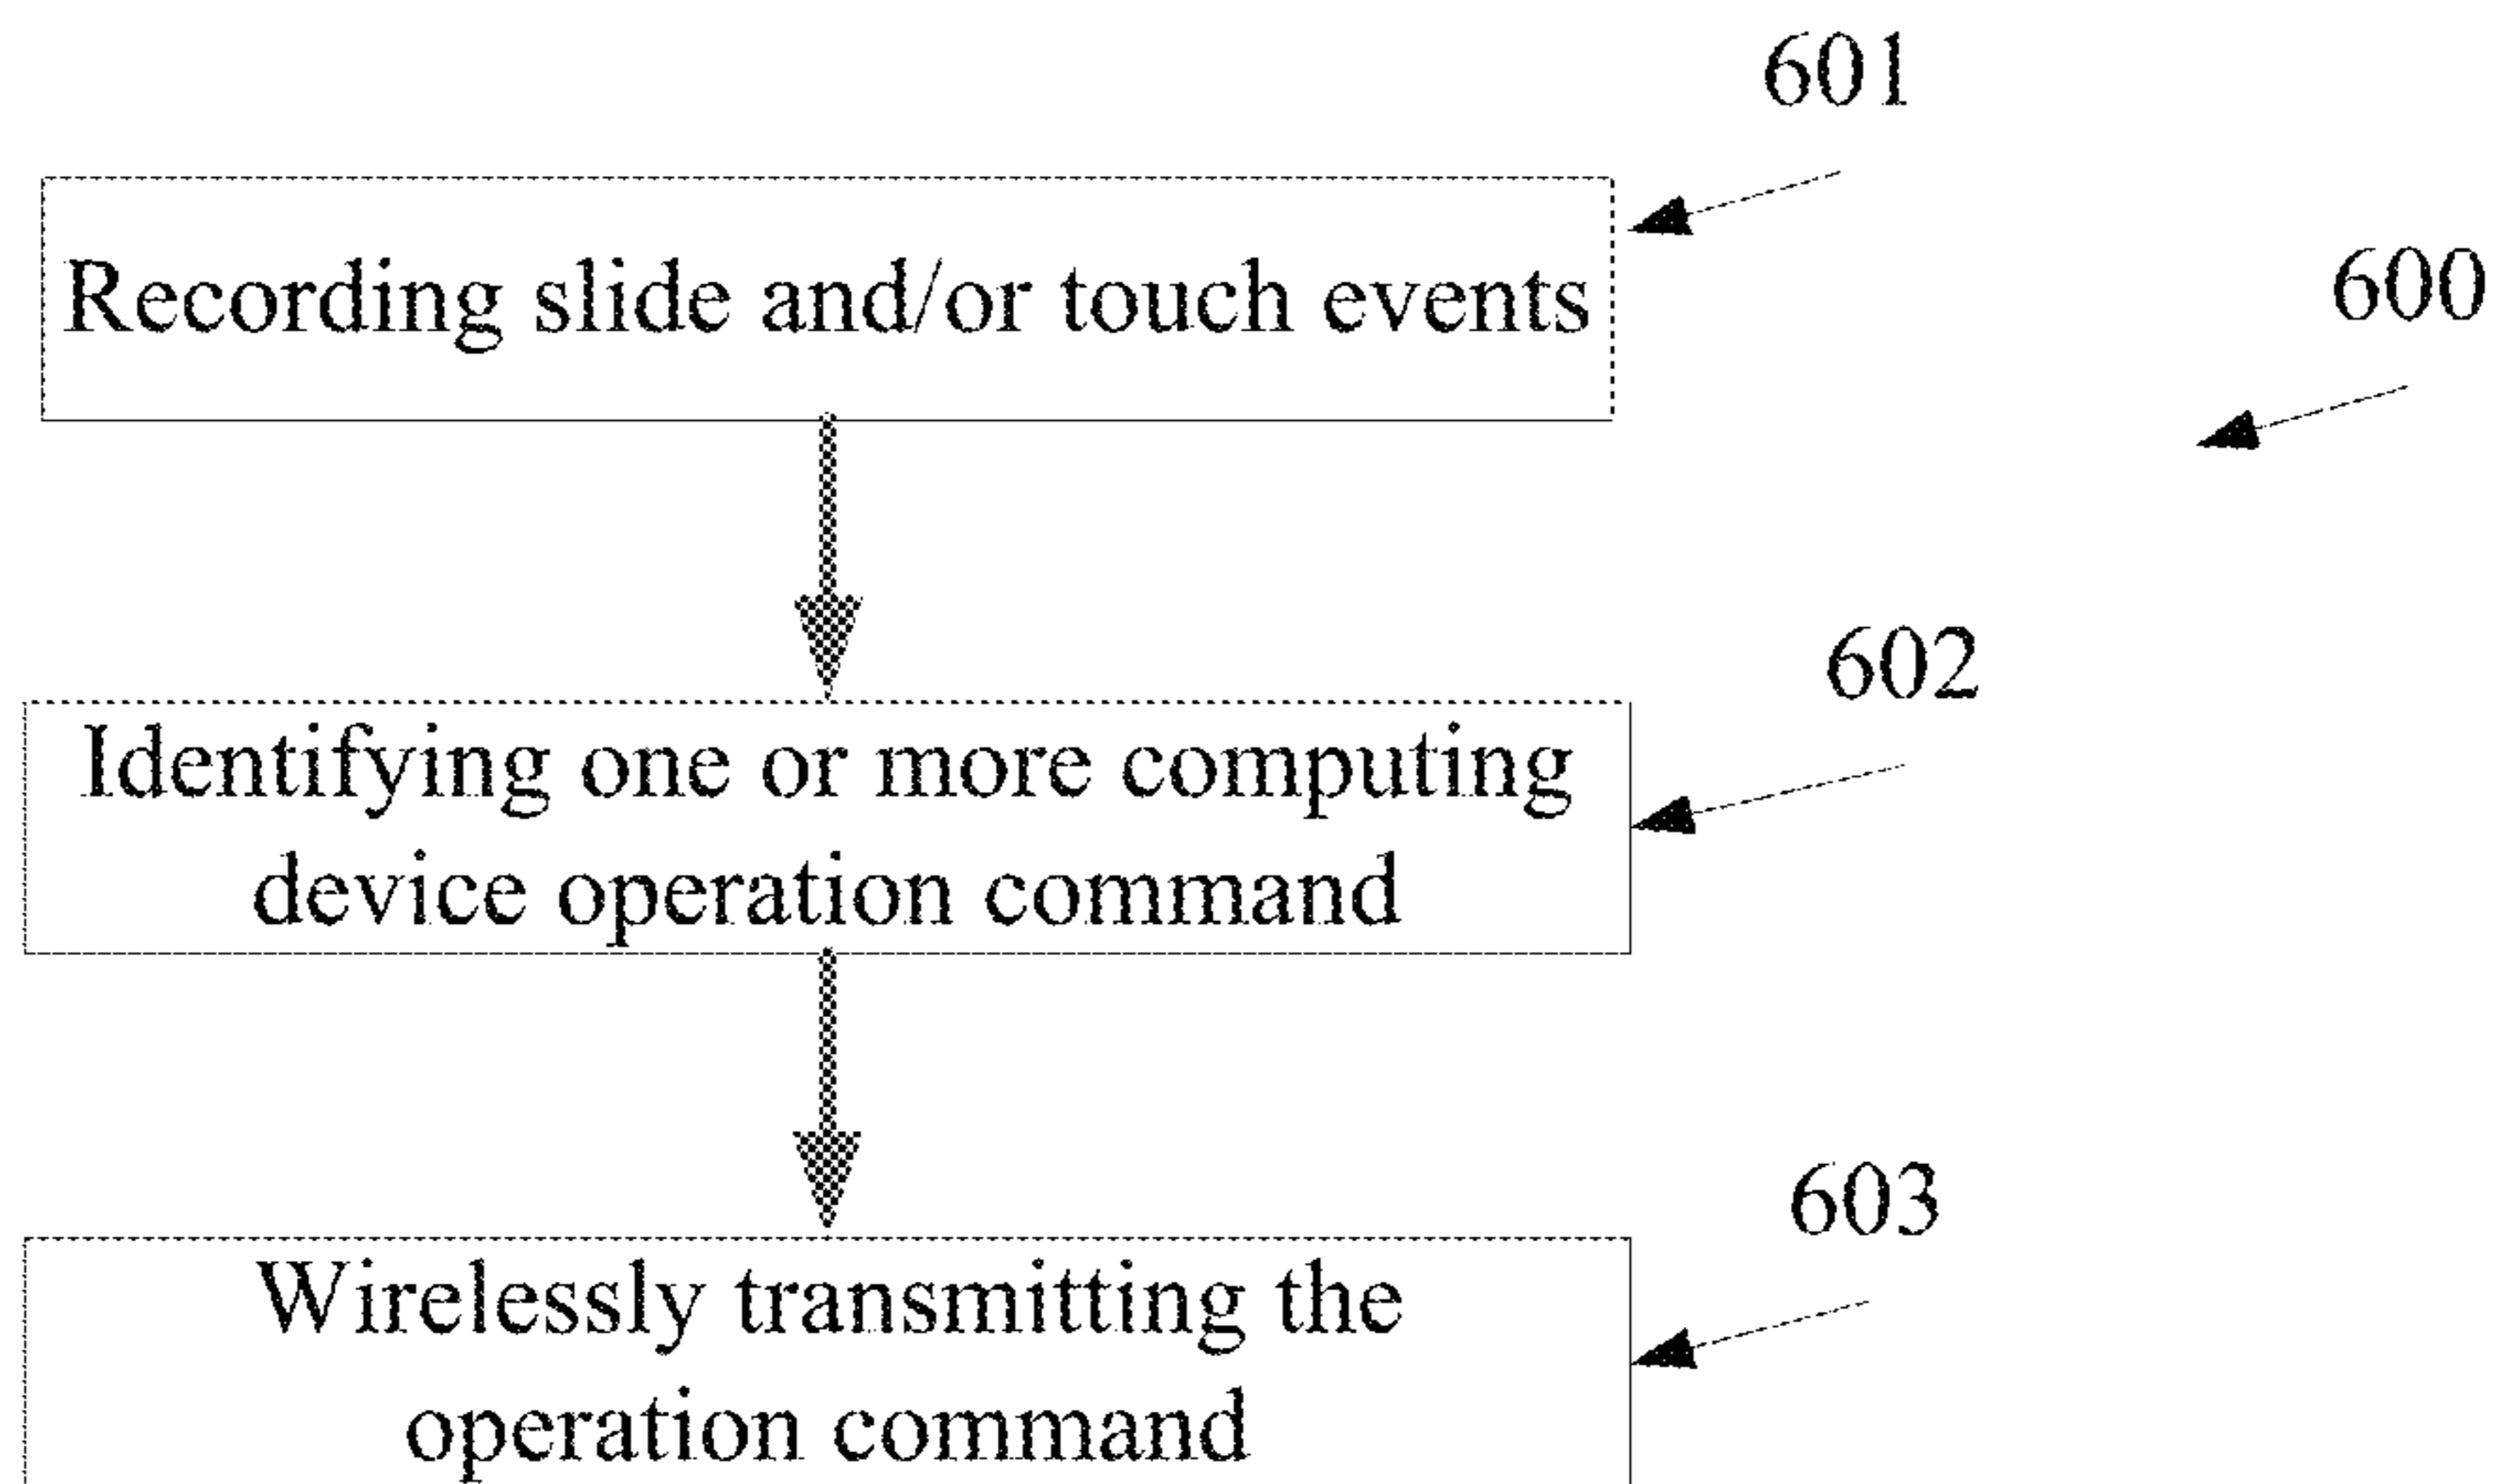 601
Recording slide and/or touch events
600
602
Identifying one or more computing
device operation command
603
Wirelessly transmitting the
operation command